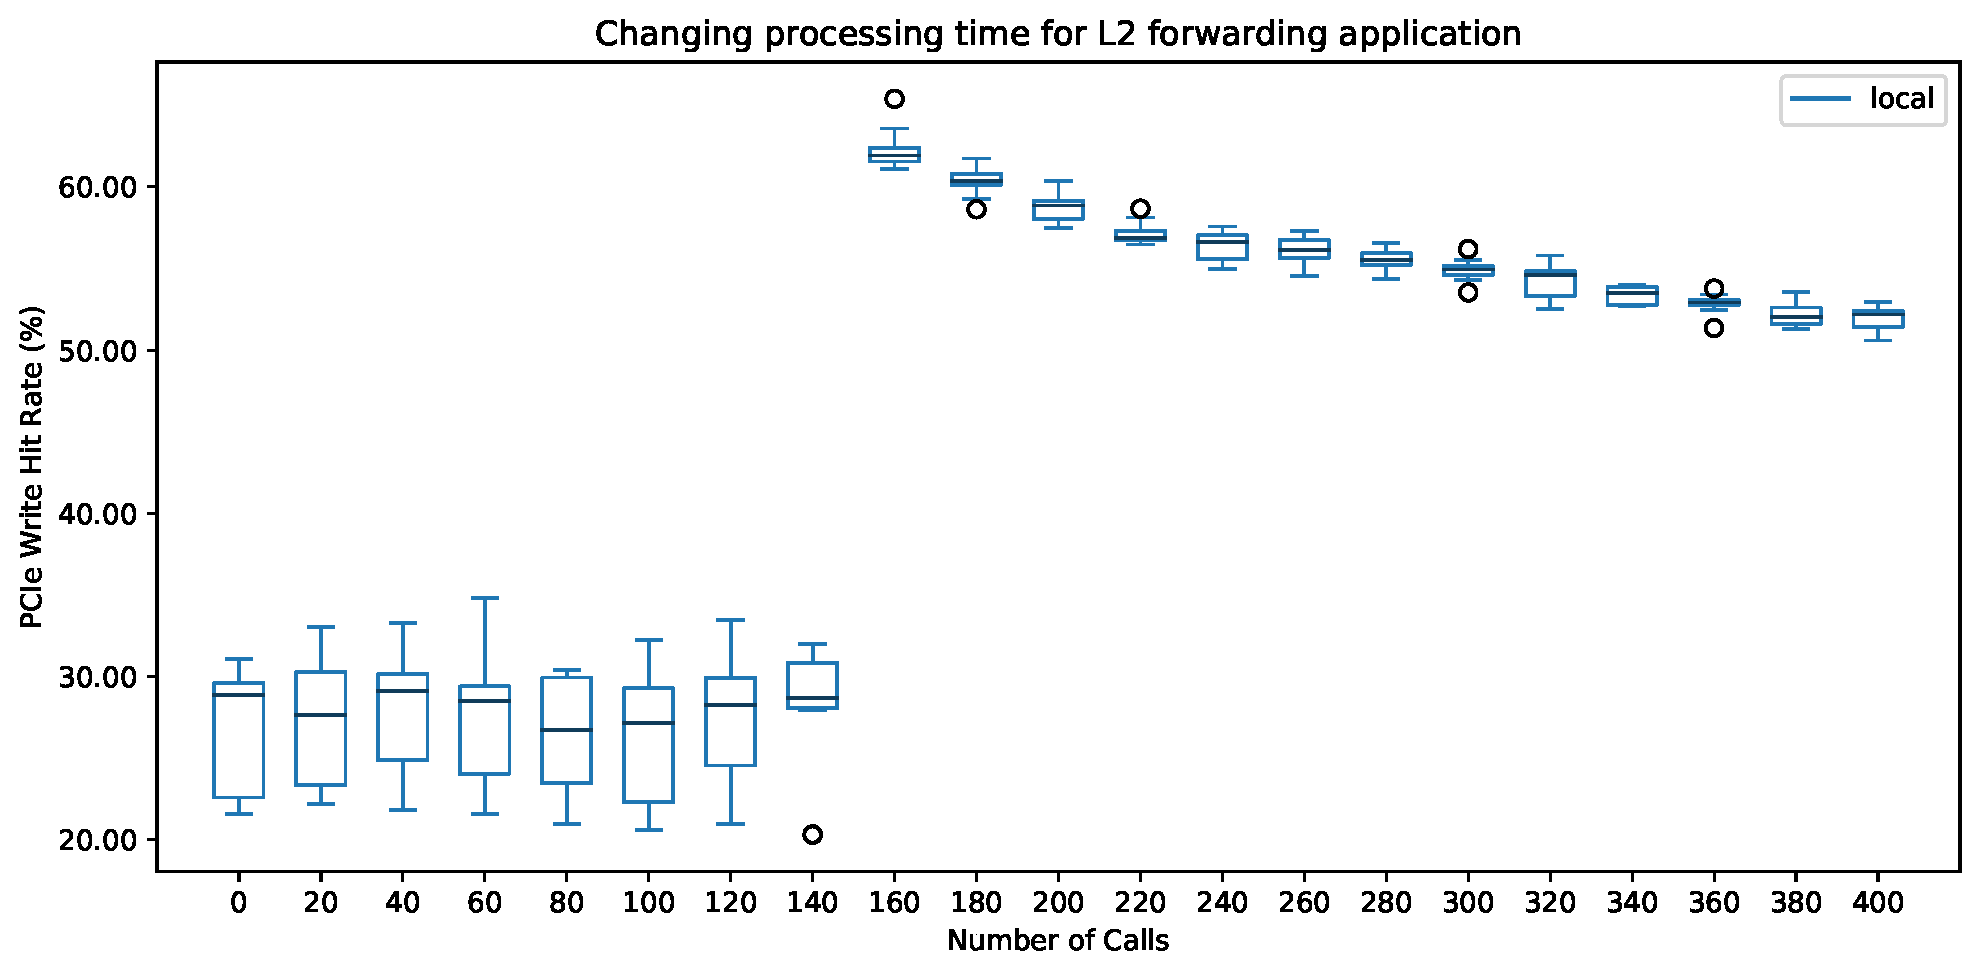 Changing processing time for L2 forwarding application
local
PCIe Write Hit Rate (%)
60.00
50.00
40.00
30.00
20.00
0 20 40 60 80 100 120 140 160 180 200 220 240 260 280 300 320 340 360 380 400
Number of Calls